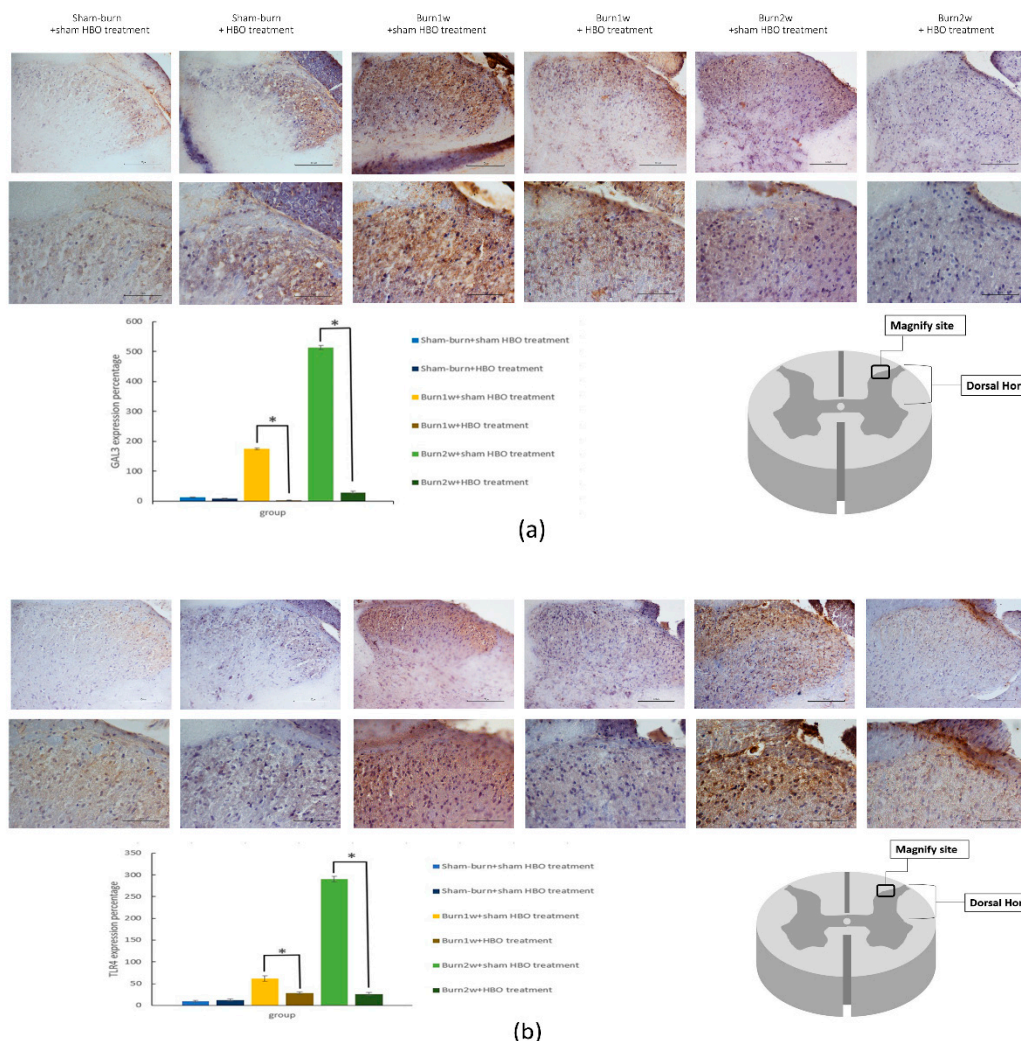 Sham-burn
+sham HBO treatment
Sham-burn
+ HBO treatment
Burn1w
+sham HBO treatment
Burn1w
+ HBO treatment
Burn2w
+sham HBO treatment
Burn2w
+ HBO treatment
600
500
400
300
200
100
0
GAL3 expression percentage
group
*
*
Sham-burn+sham HBO treatment
Sham-burn+HBO treatment
Burn1w+sham HBO treatment
Burn1w+HBO treatment
Burn2w+sham HBO treatment
Burn2w+HBO treatment
Magnify site
Dorsal Hor
(a)
350
300
250
200
150
100
50
0
TLR4 expression percentage
group
*
*
Sham-burn+sham HBO treatment
Sham-burn+HBO treatment
Burn1w+sham HBO treatment
Burn1w+HBO treatment
Burn2w+sham HBO treatment
Burn2w+HBO treatment
Magnify site
Dorsal Hor
(b)